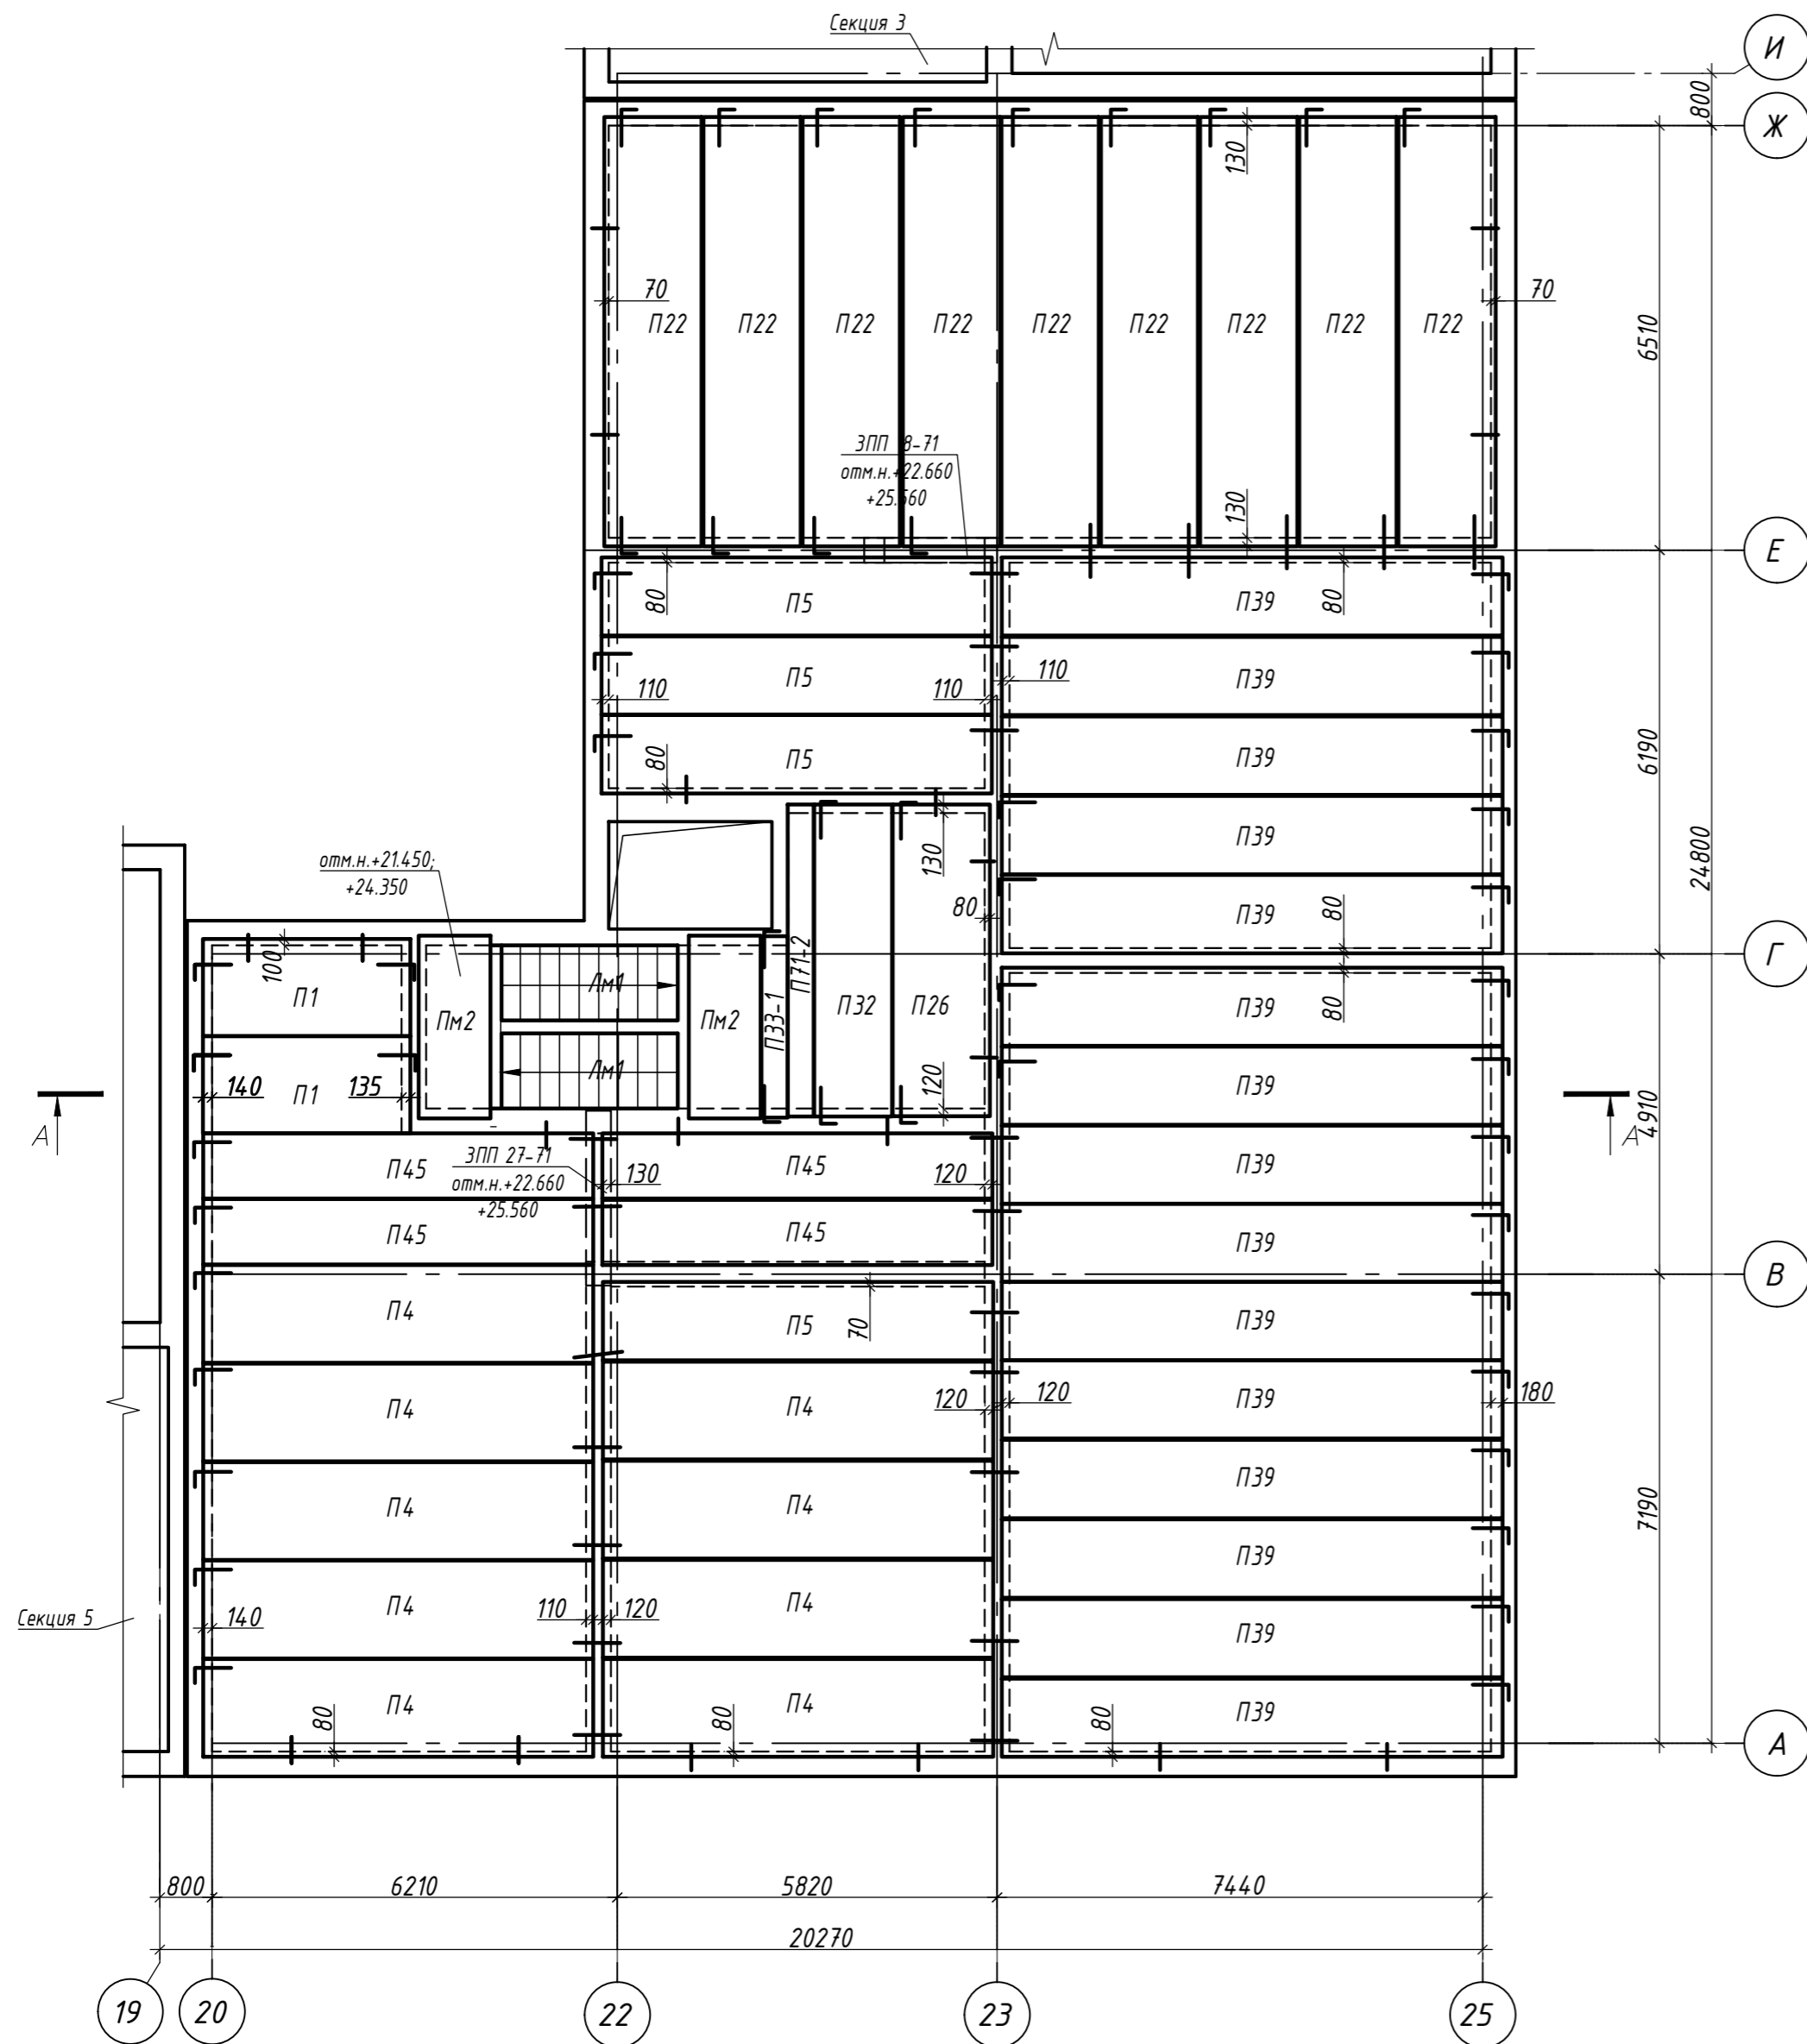 Секция 3
И
800
Ж
130
70
70
П22
П22
П22
П22
П22
П22
П22
П22
П22
6510
отм.н.+22.660
+25.560
130
Е
80
П5
П39
80
П5
П39
110
110
110
80
П5
П39
6190
П39
130
24800
отм.н.+21.450;
+24.350
80
П39
80
Г
100
П1
Пм2
Лм1
Пм2
П33-1
П71-2
П32
П26
П39
80
А
П1
140
135
Лм1
120
П39
А
4910
П45
ЗПП 27-71
отм.н.+22.660
+25.560
130
П45
120
П39
П45
П45
П39
В
П4
П5
70
П39
П4
П4
120
120
П39
180
П4
П4
П39
7190
П39
Секция 5
140
П4
110
120
П4
П39
П4
80
П4
80
П39
80
А
800
6210
5820
7440
20270
19
20
22
23
25